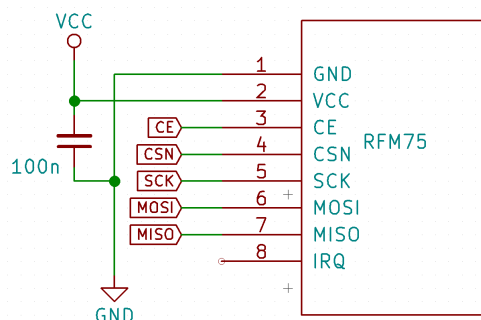 VCC
1 GND
2 VCC
CE 3 CE
RFM75
CSN 4 CSN
100n
SCK 5 SCK
MOSI 6 MOSI
MISO 7 MISO
8 IRQ
GND